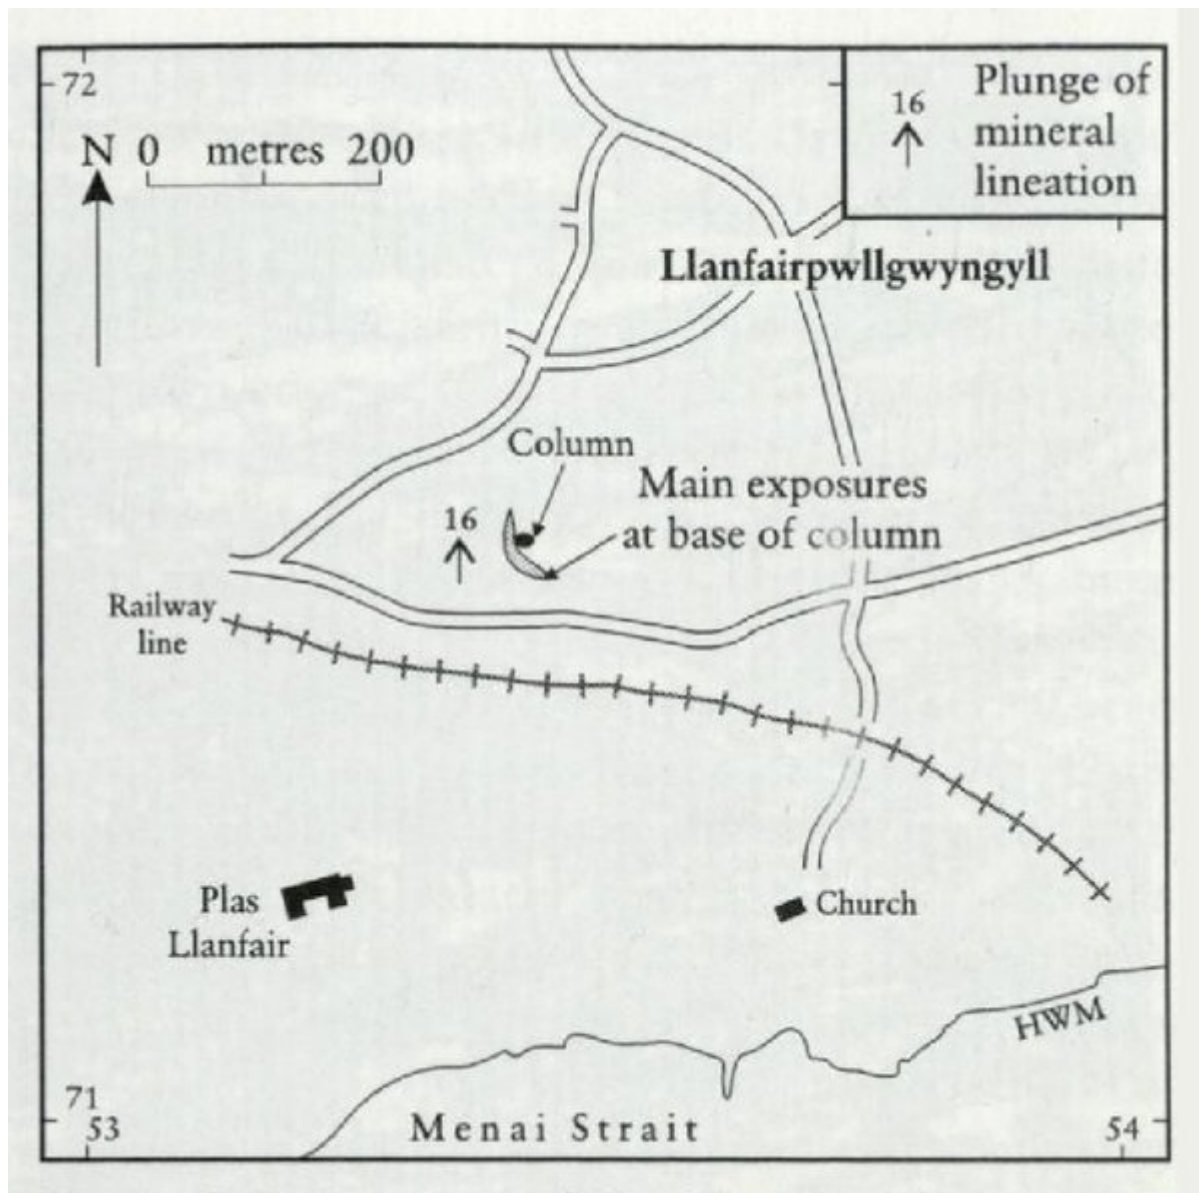 72
N 0 metres 200
16
Plunge of
mineral
lineation
Llanfairpwllgwyngyll
Column
Main exposures
at base of column
16
Railway
line
Plas
Llanfair
Church
HWM
Menai Strait
71
53
54